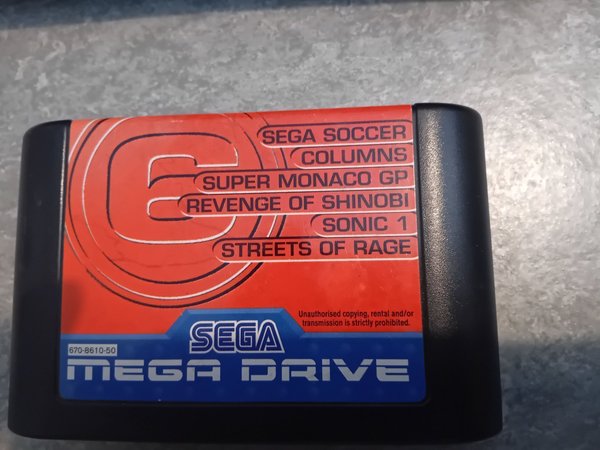 6
SEGA SOCCER
COLUMNS
SUPER MONACO GP
REVENGE OF SHINOBI
SONIC 1
STREETS OF RAGE
Unauthorised copying, rental and/or
transmission is strictly prohibited.
SEGA
670-8610-50
MEGA DRIVE